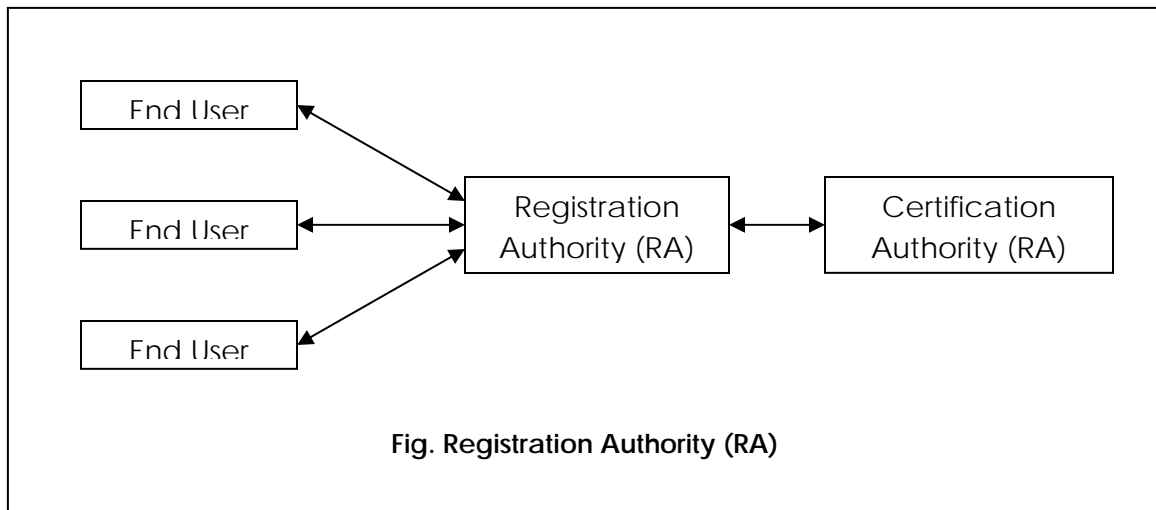 End User
End User
End User
Registration
Authority (RA)
Certification
Authority (RA)
Fig. Registration Authority (RA)